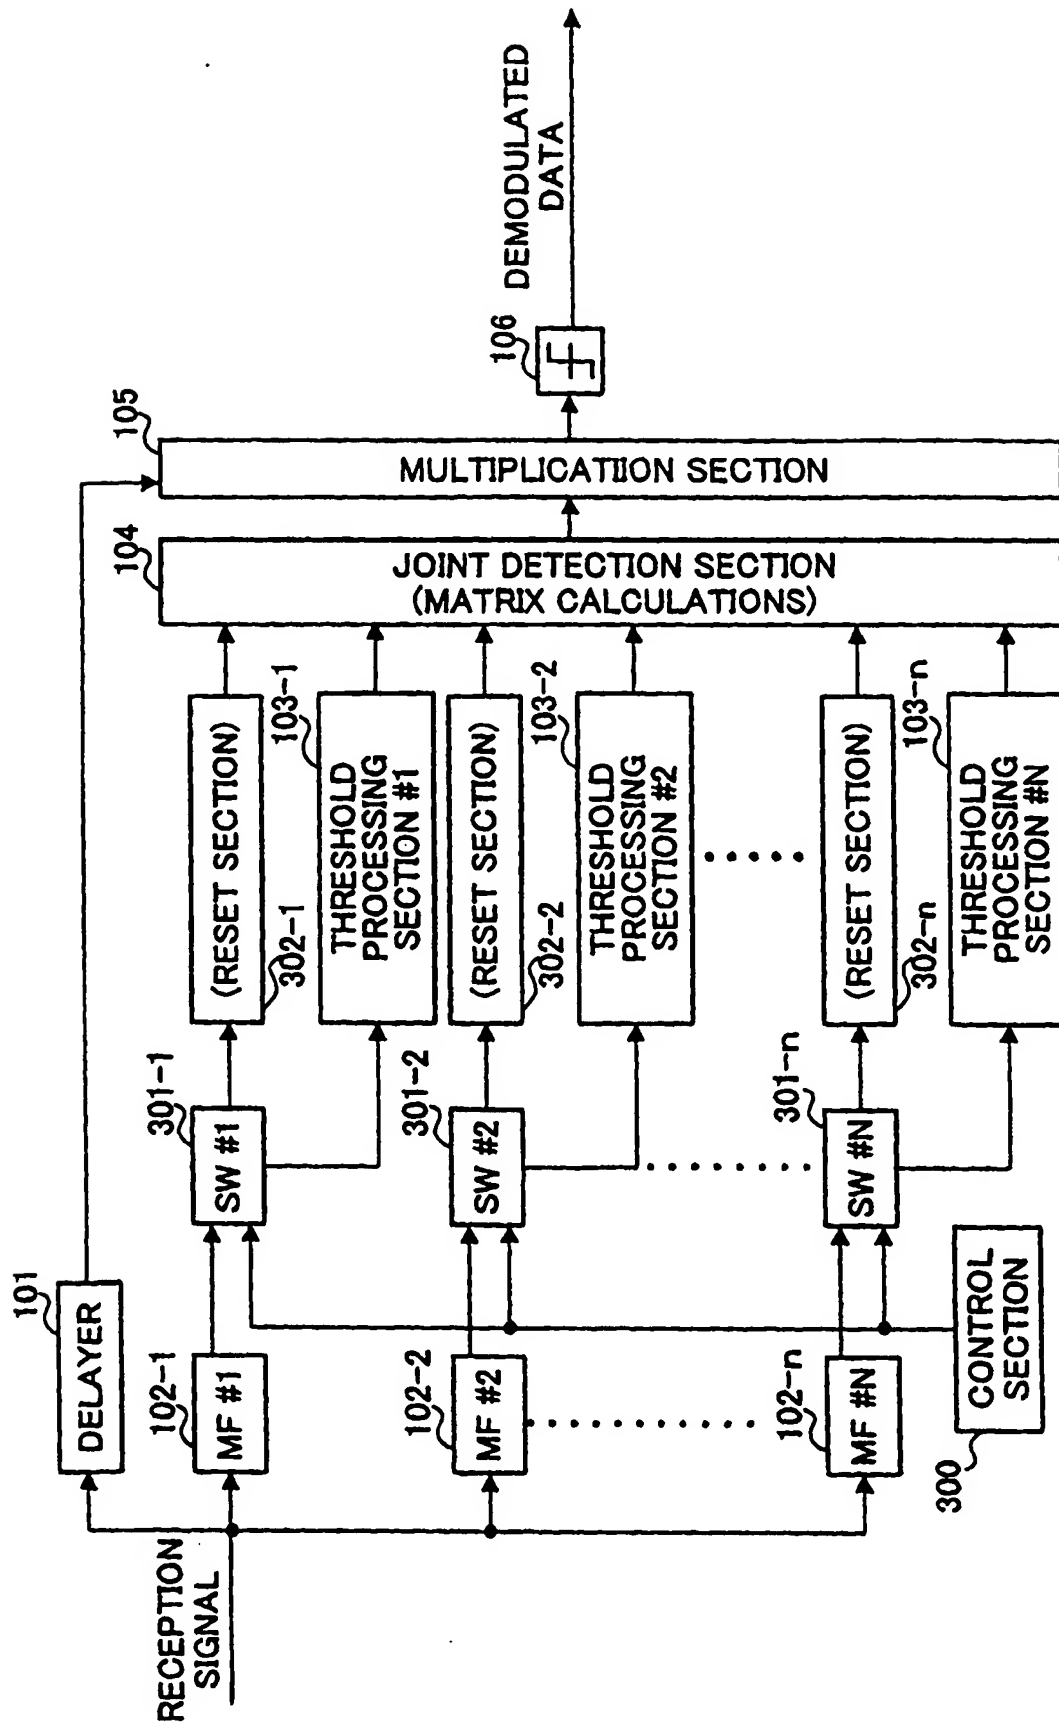 RECEPTION
SIGNAL
101
DELAYER
102-1
MF #1
102-2
MF #2
102-n
MF #N
300
CONTROL
SECTION
301-1
SW #1
301-2
SW #2
301-n
SW #N
302-1
(RESET SECTION)
103-1
THRESHOLD
PROCESSING
SECTION #1
302-2
(RESET SECTION)
103-2
THRESHOLD
PROCESSING
SECTION #2
302-n
(RESET SECTION)
103-n
THRESHOLD
PROCESSING
SECTION #N
104
JOINT DETECTION SECTION
(MATRIX CALCULATIONS)
105
MULTIPLICATIION SECTION
106
DEMODULATED
DATA